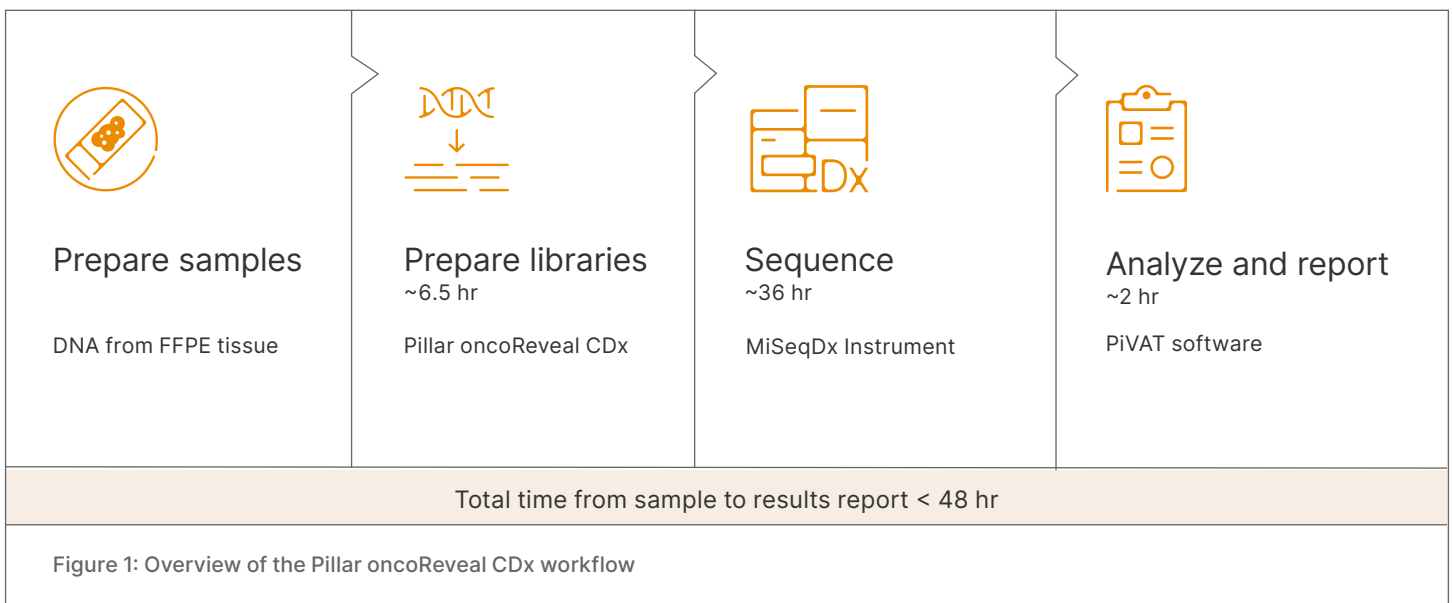 Prepare samples
DNA from FFPE tissue
Prepare libraries
~6.5 hr
Pillar oncoReveal CDx
Dx
Sequence
~36 hr
MiSeqDx Instrument
Analyze and report
~2 hr
PiVAT software
Total time from sample to results report < 48 hr
Figure 1: Overview of the Pillar oncoReveal CDx workflow